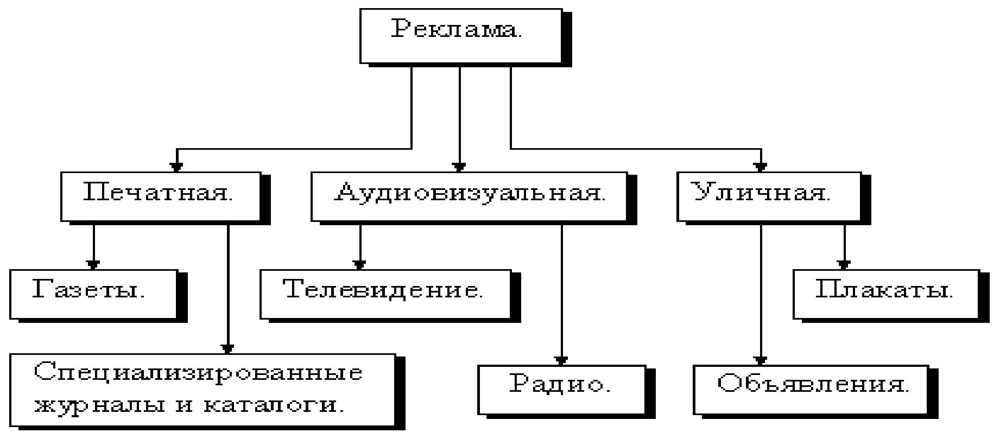 Реклама.
Печатная.
Аудиовизуальная.
Уличная.
Газеты.
Телевидение.
Плакаты.
Специализированные
журналы и каталоги.
Радио.
Объявления.